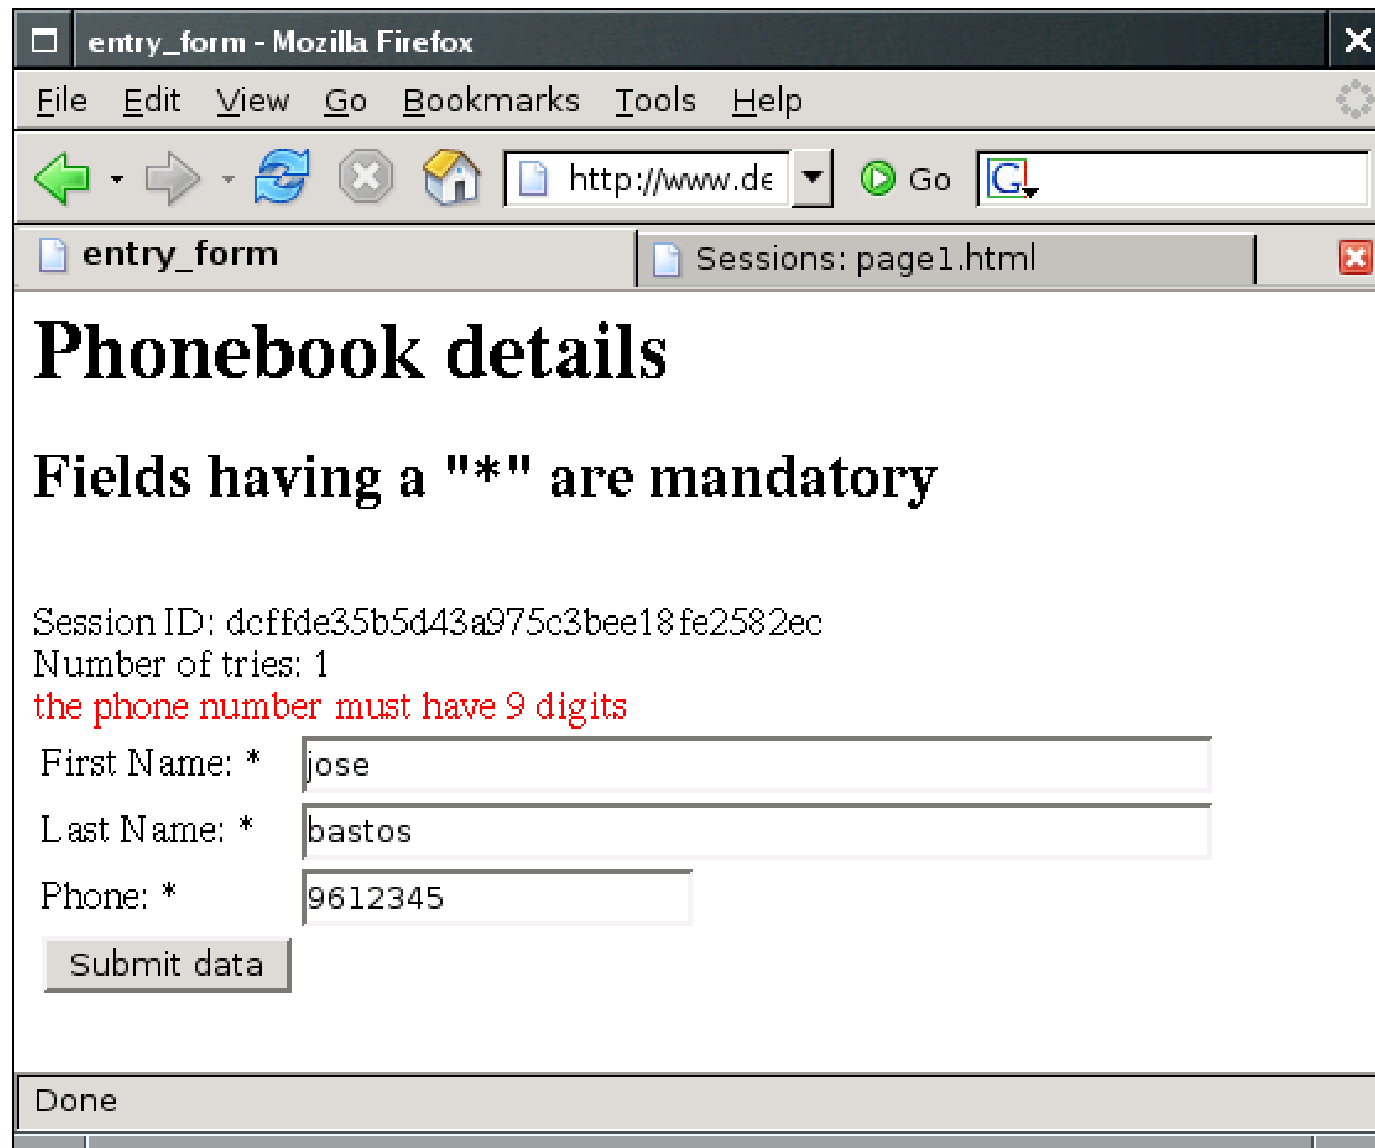 entry_form - Mozilla Firefox
File Edit View Go Bookmarks Tools Help
http://www.de Go G
entry_form Sessions: page1.html
Phonebook details
Fields having a "*" are mandatory
Session ID: dcffde35b5d43a975c3bee18fe2582ec
Number of tries: 1
the phone number must have 9 digits
First Name: * jose
Last Name: * bastos
Phone: * 9612345
Submit data
Done